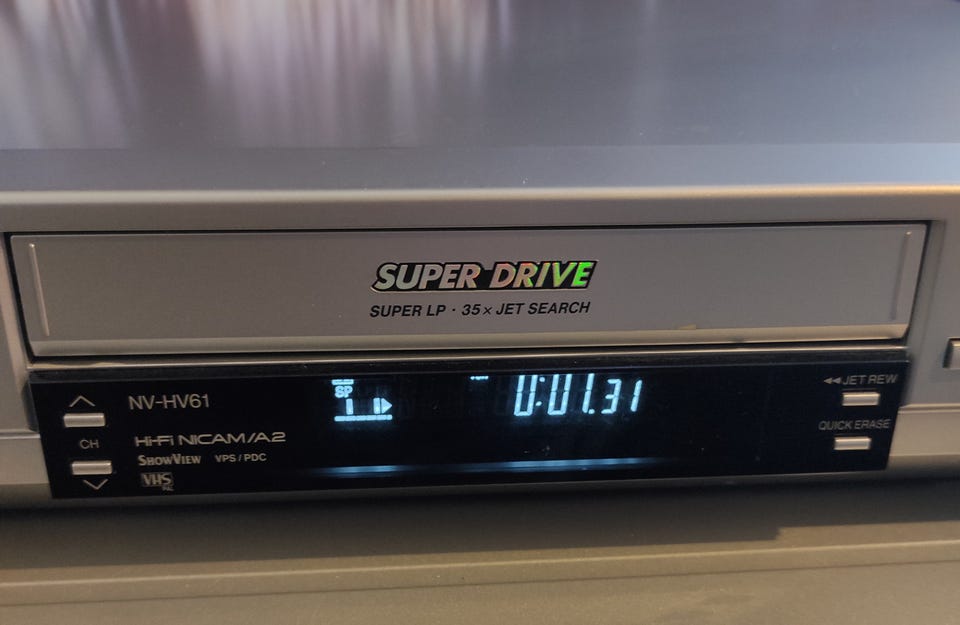 SUPER DRIVE
SUPER LP · 35× JET SEARCH
NV-HV61
CH
Hi-Fi NICAM/A2
SHOWVIEW VPS/PDC
VHS
PAL
SP
0:01.31
◀◀JET REW
QUICK ERASE